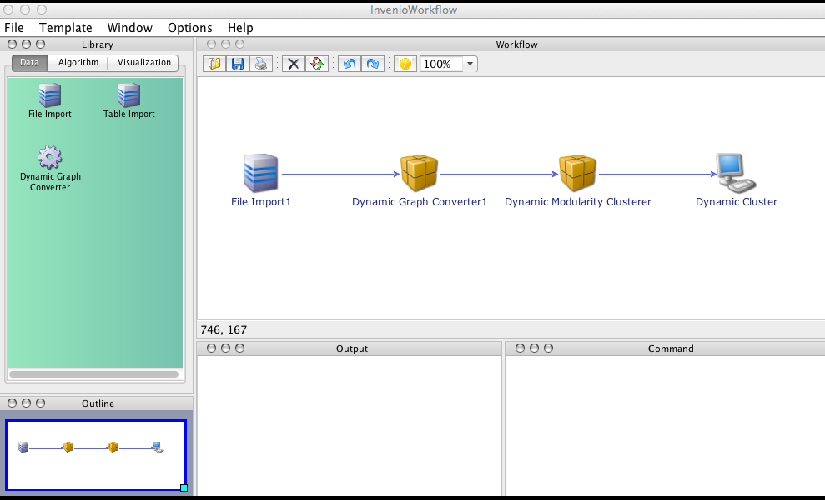 InvenioWorkflow
File Template Window Options Help
Library
Data Algorithm Visualization
File Import Table Import
Dynamic Graph
Converter
Workflow
100%
File Import1 Dynamic Graph Converter1 Dynamic Modularity Clusterer Dynamic Cluster
746, 167
Outline
Output Command